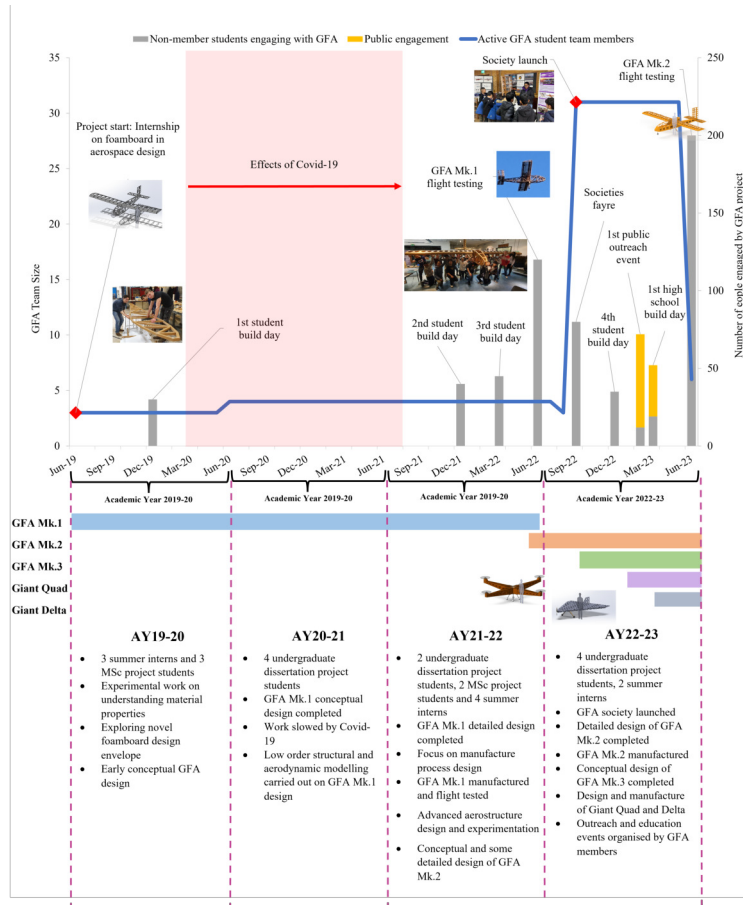 Non-member students engaging with GFA Public engagement Active GFA student team members
GFA Team Size
35
30
25
20
15
10
5
0
Number of cople engaged by GFA project
250
200
150
100
50
0
Project start: Internship
on foamboard in
aerospace design
Effects of Covid-19
1st student
build day
2nd student
build day
3rd student
build day
GFA Mk.1
flight testing
Society launch
Societies
fayre
4th
student
build day
1st public
outreach
event
1st high
school
build day
GFA Mk.2
flight testing
Jun-19
Sep-19
Dec-19
Mar-20
Jun-20
Sep-20
Dec-20
Mar-21
Jun-21
Sep-21
Dec-21
Mar-22
Jun-22
Sep-22
Dec-22
Mar-23
Jun-23
Academic Year 2019-20 Academic Year 2019-20 Academic Year 2019-20 Academic Year 2022-23
GFA Mk.1
GFA Mk.2
GFA Mk.3
Giant Quad
Giant Delta
AY19-20
• 3 summer interns and 3
MSc project students
• Experimental work on
understanding material
properties
• Exploring novel
foamboard design
envelope
• Early conceptual GFA
design
AY20-21
• 4 undergraduate
dissertation project
students
• GFA Mk.1 conceptual
design completed
• Work slowed by Covid-
19
• Low order structural and
aerodynamic modelling
carried out on GFA Mk.1
design
AY21-22
• 2 undergraduate
dissertation project
students, 2 MSc project
students and 4 summer
interns
• GFA Mk.1 detailed design
completed
• Focus on manufacture
process design
• GFA Mk.1 manufactured
and flight tested
• Advanced aerostructure
design and experimentation
• Conceptual and some
detailed design of GFA
Mk.2
AY22-23
• 4 undergraduate
dissertation project
students, 2 summer
interns
• GFA society launched
• Detailed design of GFA
Mk.2 completed
• GFA Mk.2 manufactured
• Conceptual design of
GFA Mk.3 completed
• Design and manufacture
of Giant Quad and Delta
• Outreach and education
events organised by GFA
members